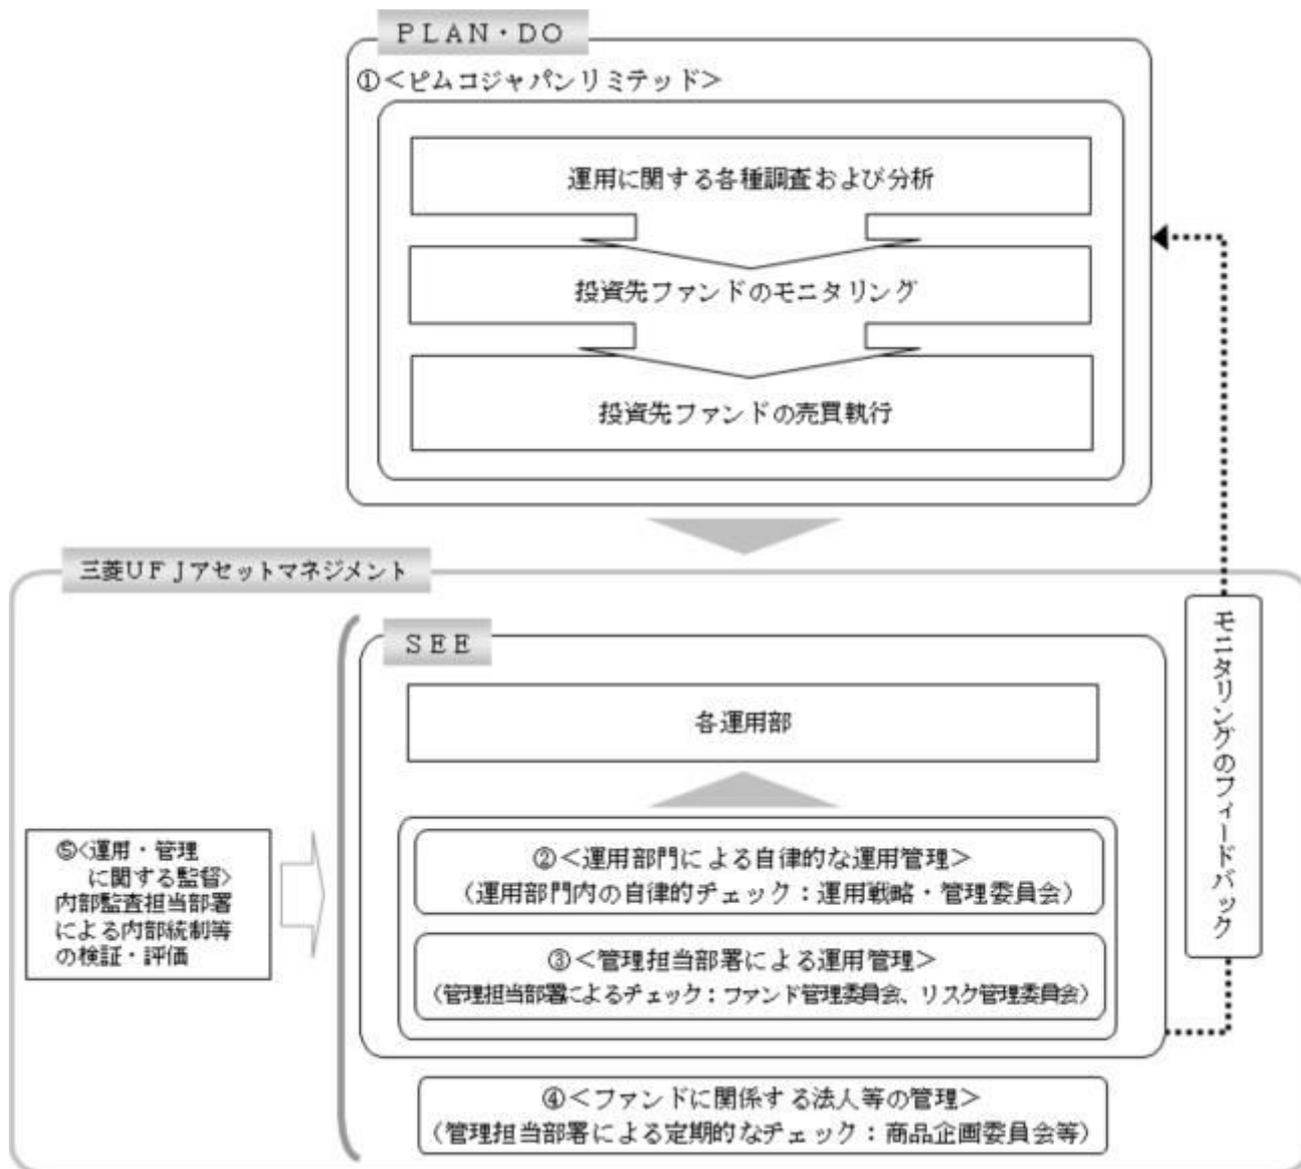 ＰＬＡＮ・ＤＯ
①＜ピムコジャパンリミテッド＞
運用に関する各種調査および分析
投資先ファンドのモニタリング
投資先ファンドの売買執行
三菱ＵＦＪアセットマネジメント
ＳＥＥ
各運用部
②＜運用部門による自律的な運用管理＞
（運用部門内の自律的チェック：運用戦略・管理委員会）
③＜管理担当部署による運用管理＞
（管理担当部署によるチェック：ファンド管理委員会、リスク管理委員会）
④＜ファンドに関係する法人等の管理＞
（管理担当部署による定期的なチェック：商品企画委員会等）
⑤<運用・管理
に関する監督>
内部監査担当部署
による内部統制等
の検証・評価
モニタリングのフィードバック